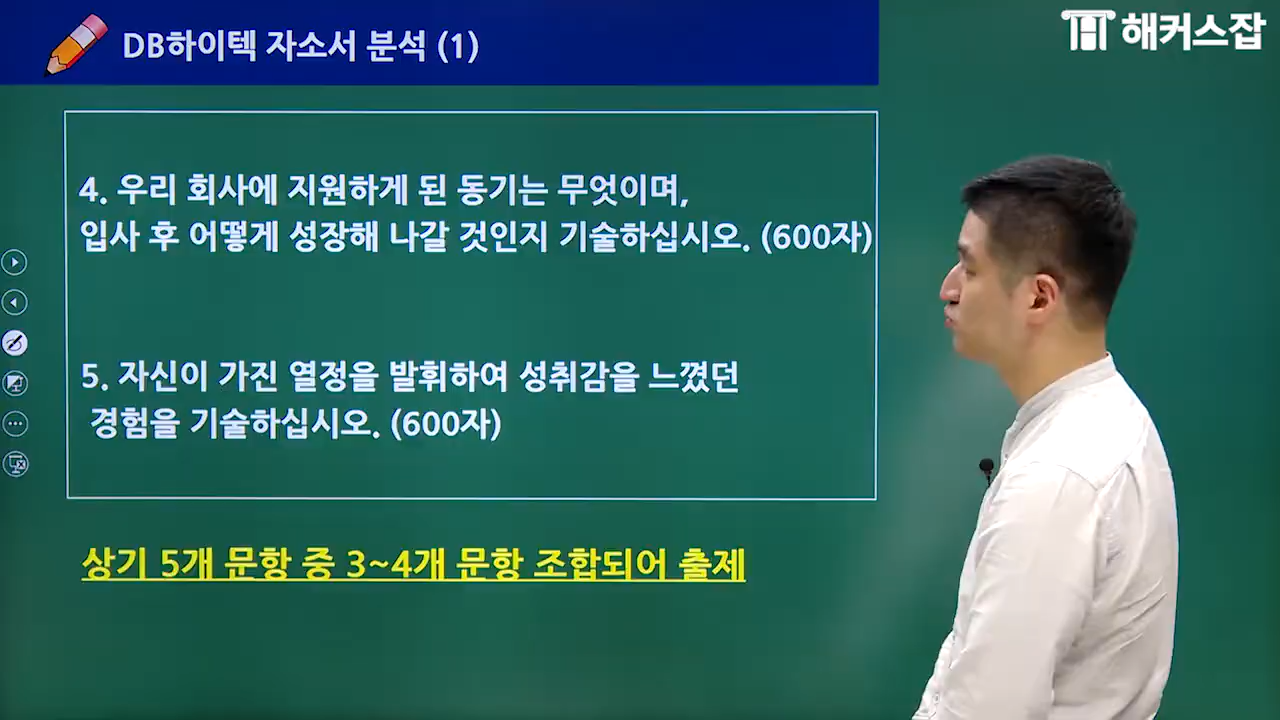 DB하이텍 자소서 분석 (1)
해커스잡
4. 우리 회사에 지원하게 된 동기는 무엇이며,
입사 후 어떻게 성장해 나갈 것인지 기술하십시오. (600자)
5. 자신이 가진 열정을 발휘하여 성취감을 느꼈던
경험을 기술하십시오. (600자)
상기 5개 문항 중 3~4개 문항 조합되어 출제